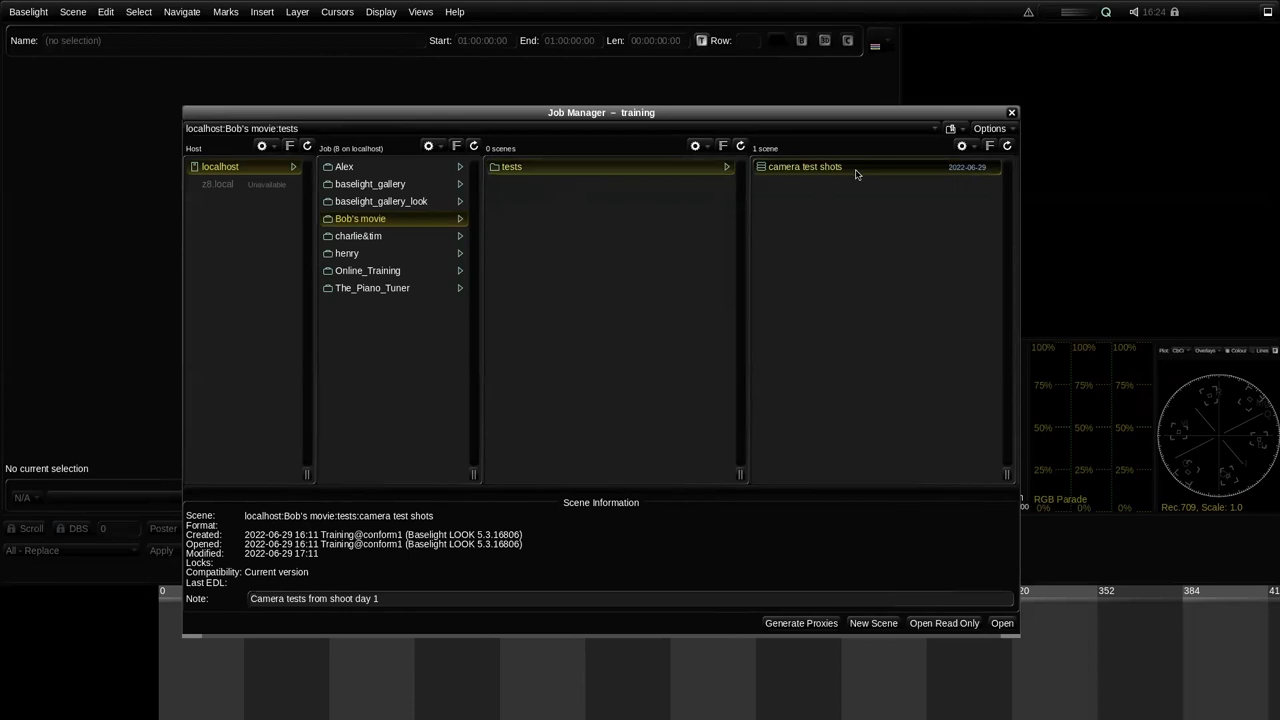 Baselight Scene Edit Select Navigate Marks Insert Layer Cursors Display Views Help 16:24
Name: (no selection) Start: 01:00:00:00 End: 01:00:00:00 Len: 00:00:00:00 T Row: B 3D C
Job Manager – training
localhost:Bob's movie:tests Options
Host Job (8 on localhost) 0 scenes 1 scene
localhost Alex tests camera test shots 2022-06-29
z8.local Unavailable baselight_gallery
baselight_gallery_look
Bob's movie
charlie&tim
henry
Online_Training
The_Piano_Tuner
100% 100% 100% Plot Overlays Colour Lines
75% 75% 75%
50% 50% 50%
25% 25% 25%
RGB Parade
0% 0% 0% Rec.709, Scale: 1.0
No current selection
N/A
Scroll DBS 0 Poster
All - Replace Apply
Scene Information
Scene: localhost:Bob's movie:tests:camera test shots
Format:
Created: 2022-06-29 16:11 Training@conform1 (Baselight LOOK 5.3.16806)
Opened: 2022-06-29 16:11 Training@conform1 (Baselight LOOK 5.3.16806)
Modified: 2022-06-29 17:11
Locks:
Compatibility: Current version
Last EDL:
Note: Camera tests from shoot day 1
Generate Proxies New Scene Open Read Only Open
0 20 352 384 41